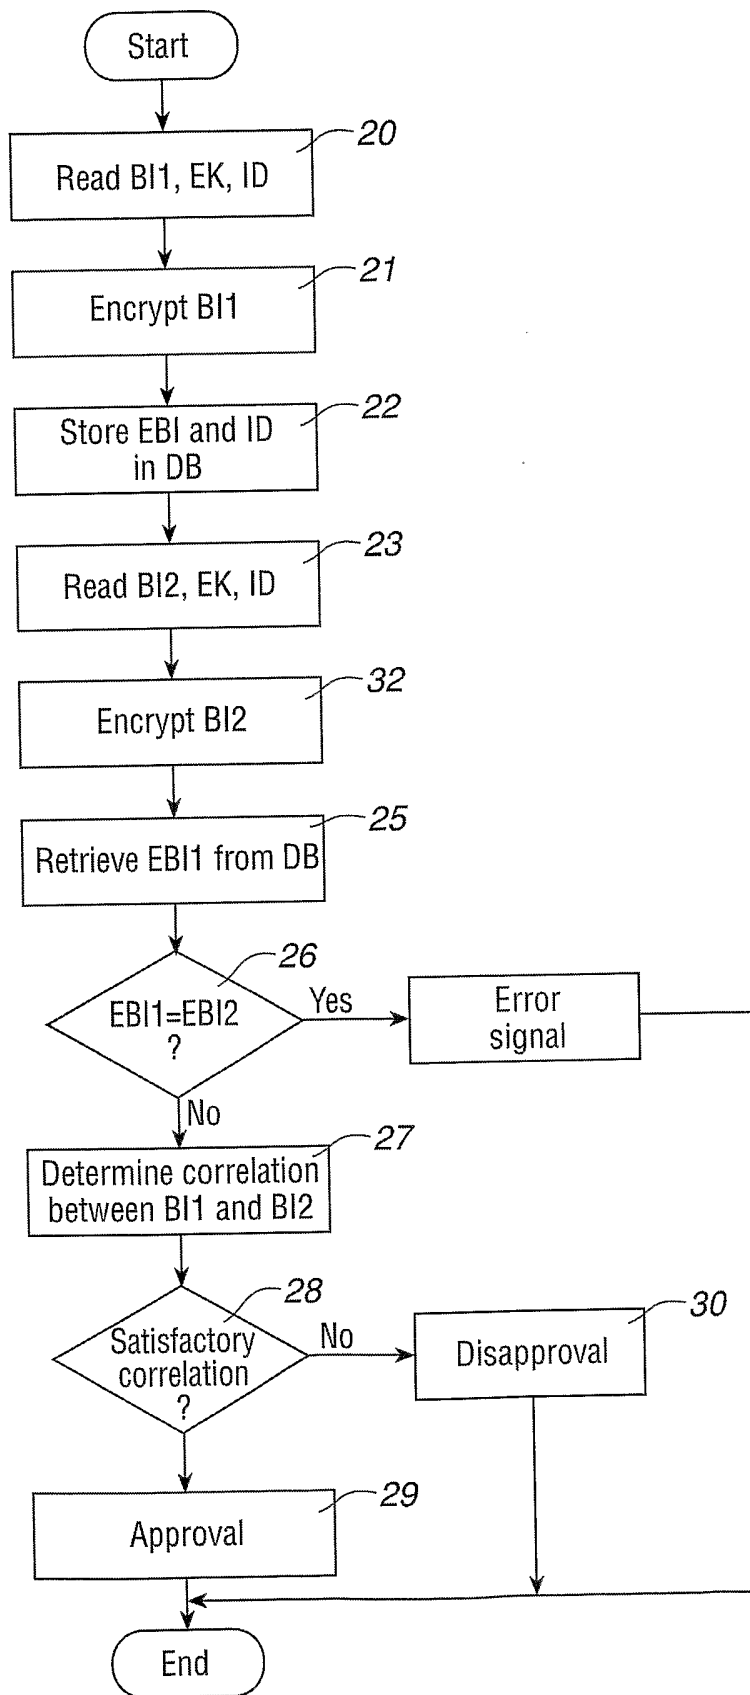 Start
20
Read BI1, EK, ID
21
Encrypt BI1
22
Store EBI and ID
in DB
23
Read BI2, EK, ID
32
Encrypt BI2
25
Retrieve EBI1 from DB
26
EBI1=EBI2
?
Yes
Error
signal
No
27
Determine correlation
between BI1 and BI2
28
Satisfactory
correlation
?
No
30
Disapproval
29
Approval
End